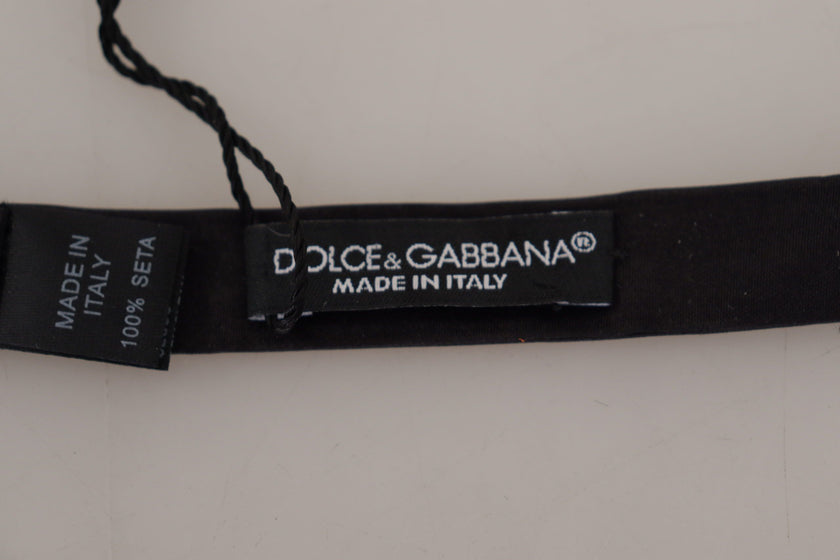 MADE IN
ITALY
100% SETA
DOLCE & GABBANA®
MADE IN ITALY